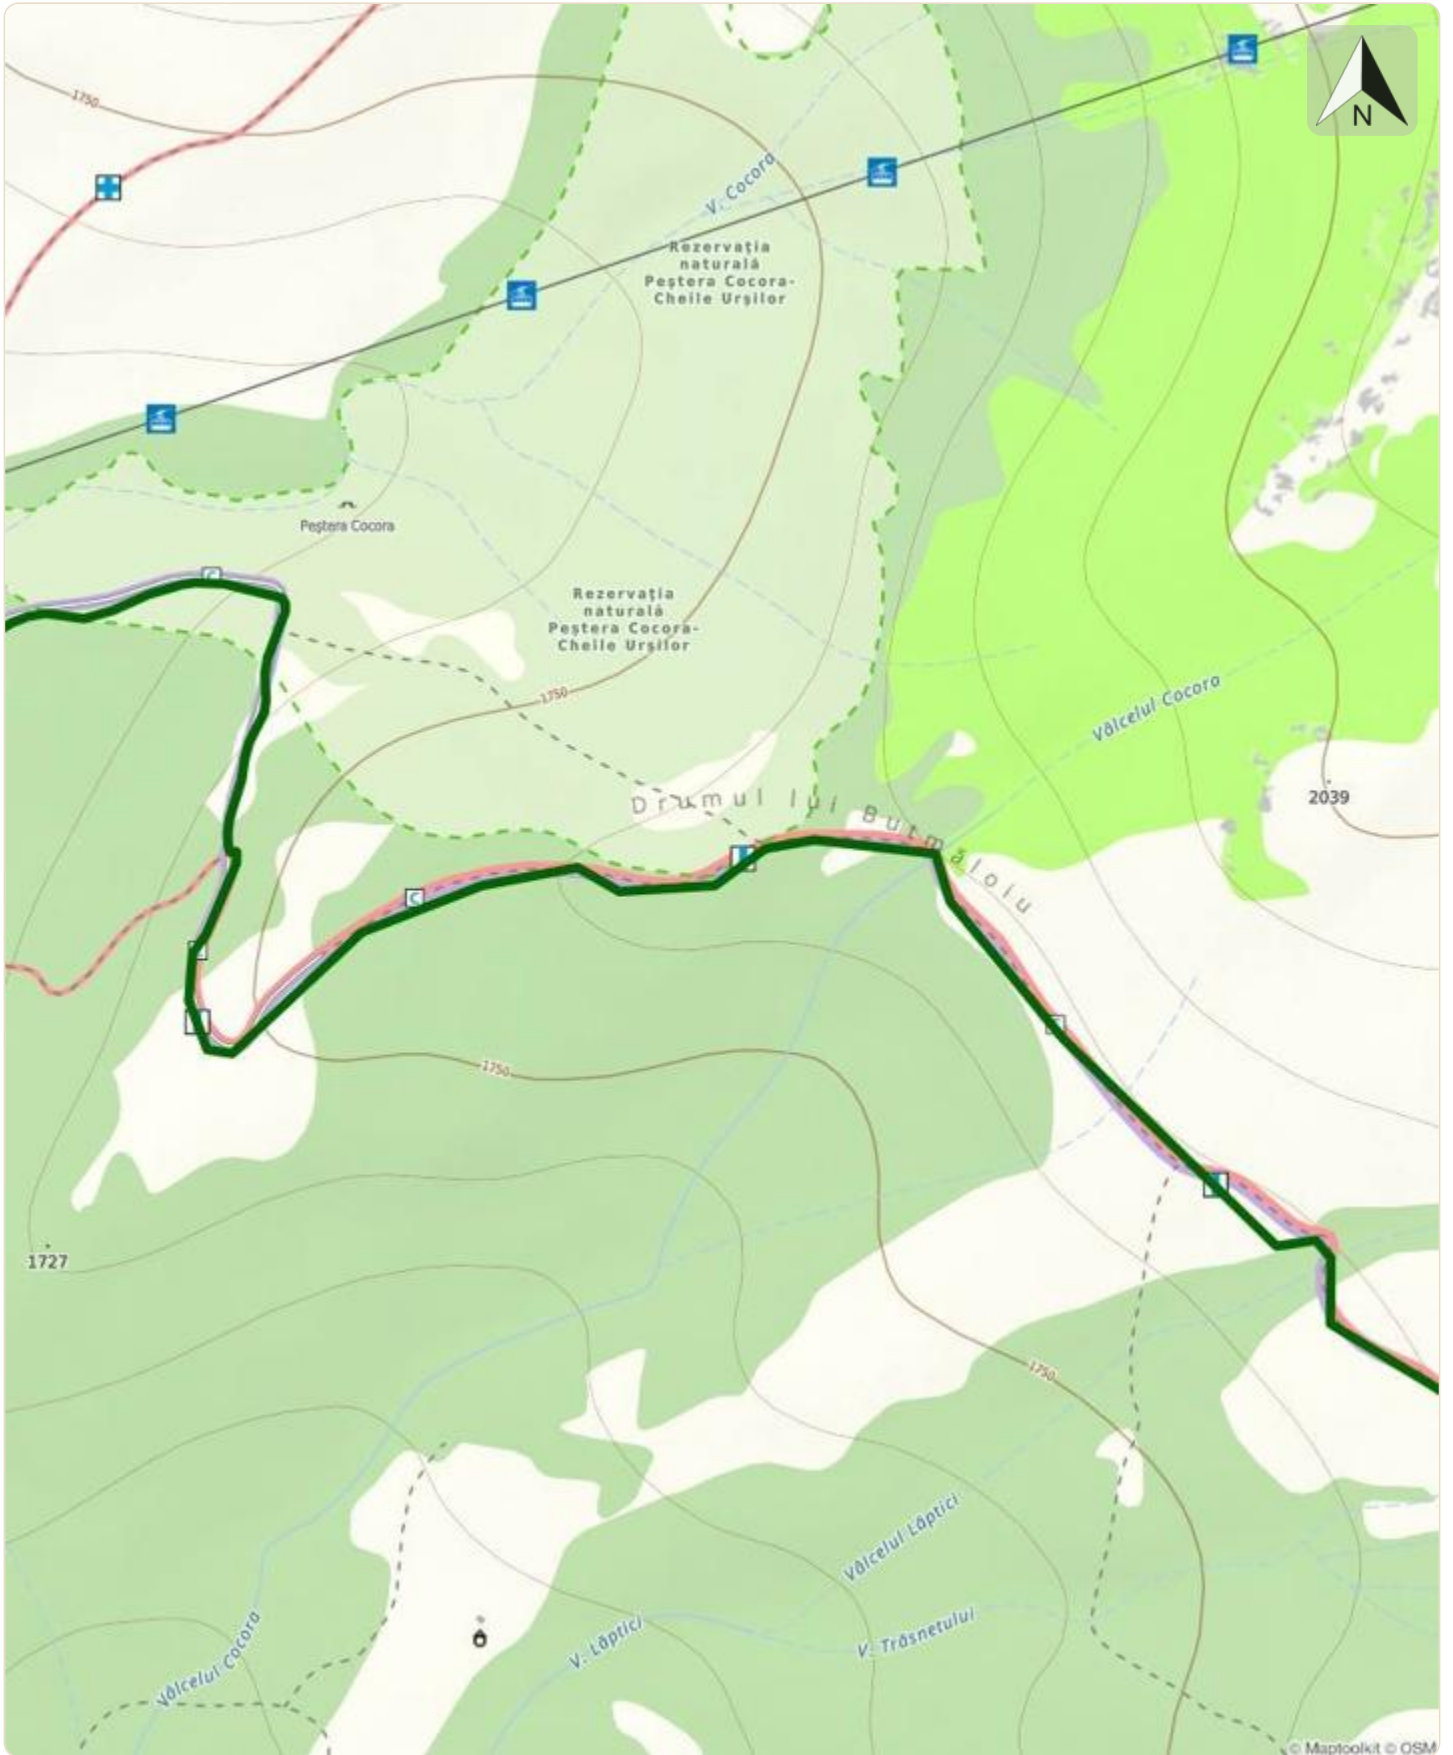 1750
N
V. Cocora
Rezervația
naturală
Peștera Cocora-
Cheile Urșilor
Peștera Cocora
Rezervația
naturală
Peștera Cocora-
Cheile Urșilor
1750
Vâlcelul Cocora
2039
Drumul lui Butmăloiu
C
C
1750
1727
1750
Vâlcelul Lăptici
V. Trăsnetului
V. Lăptici
Vâlcelul Cocora
© Maptoolkit © OSM